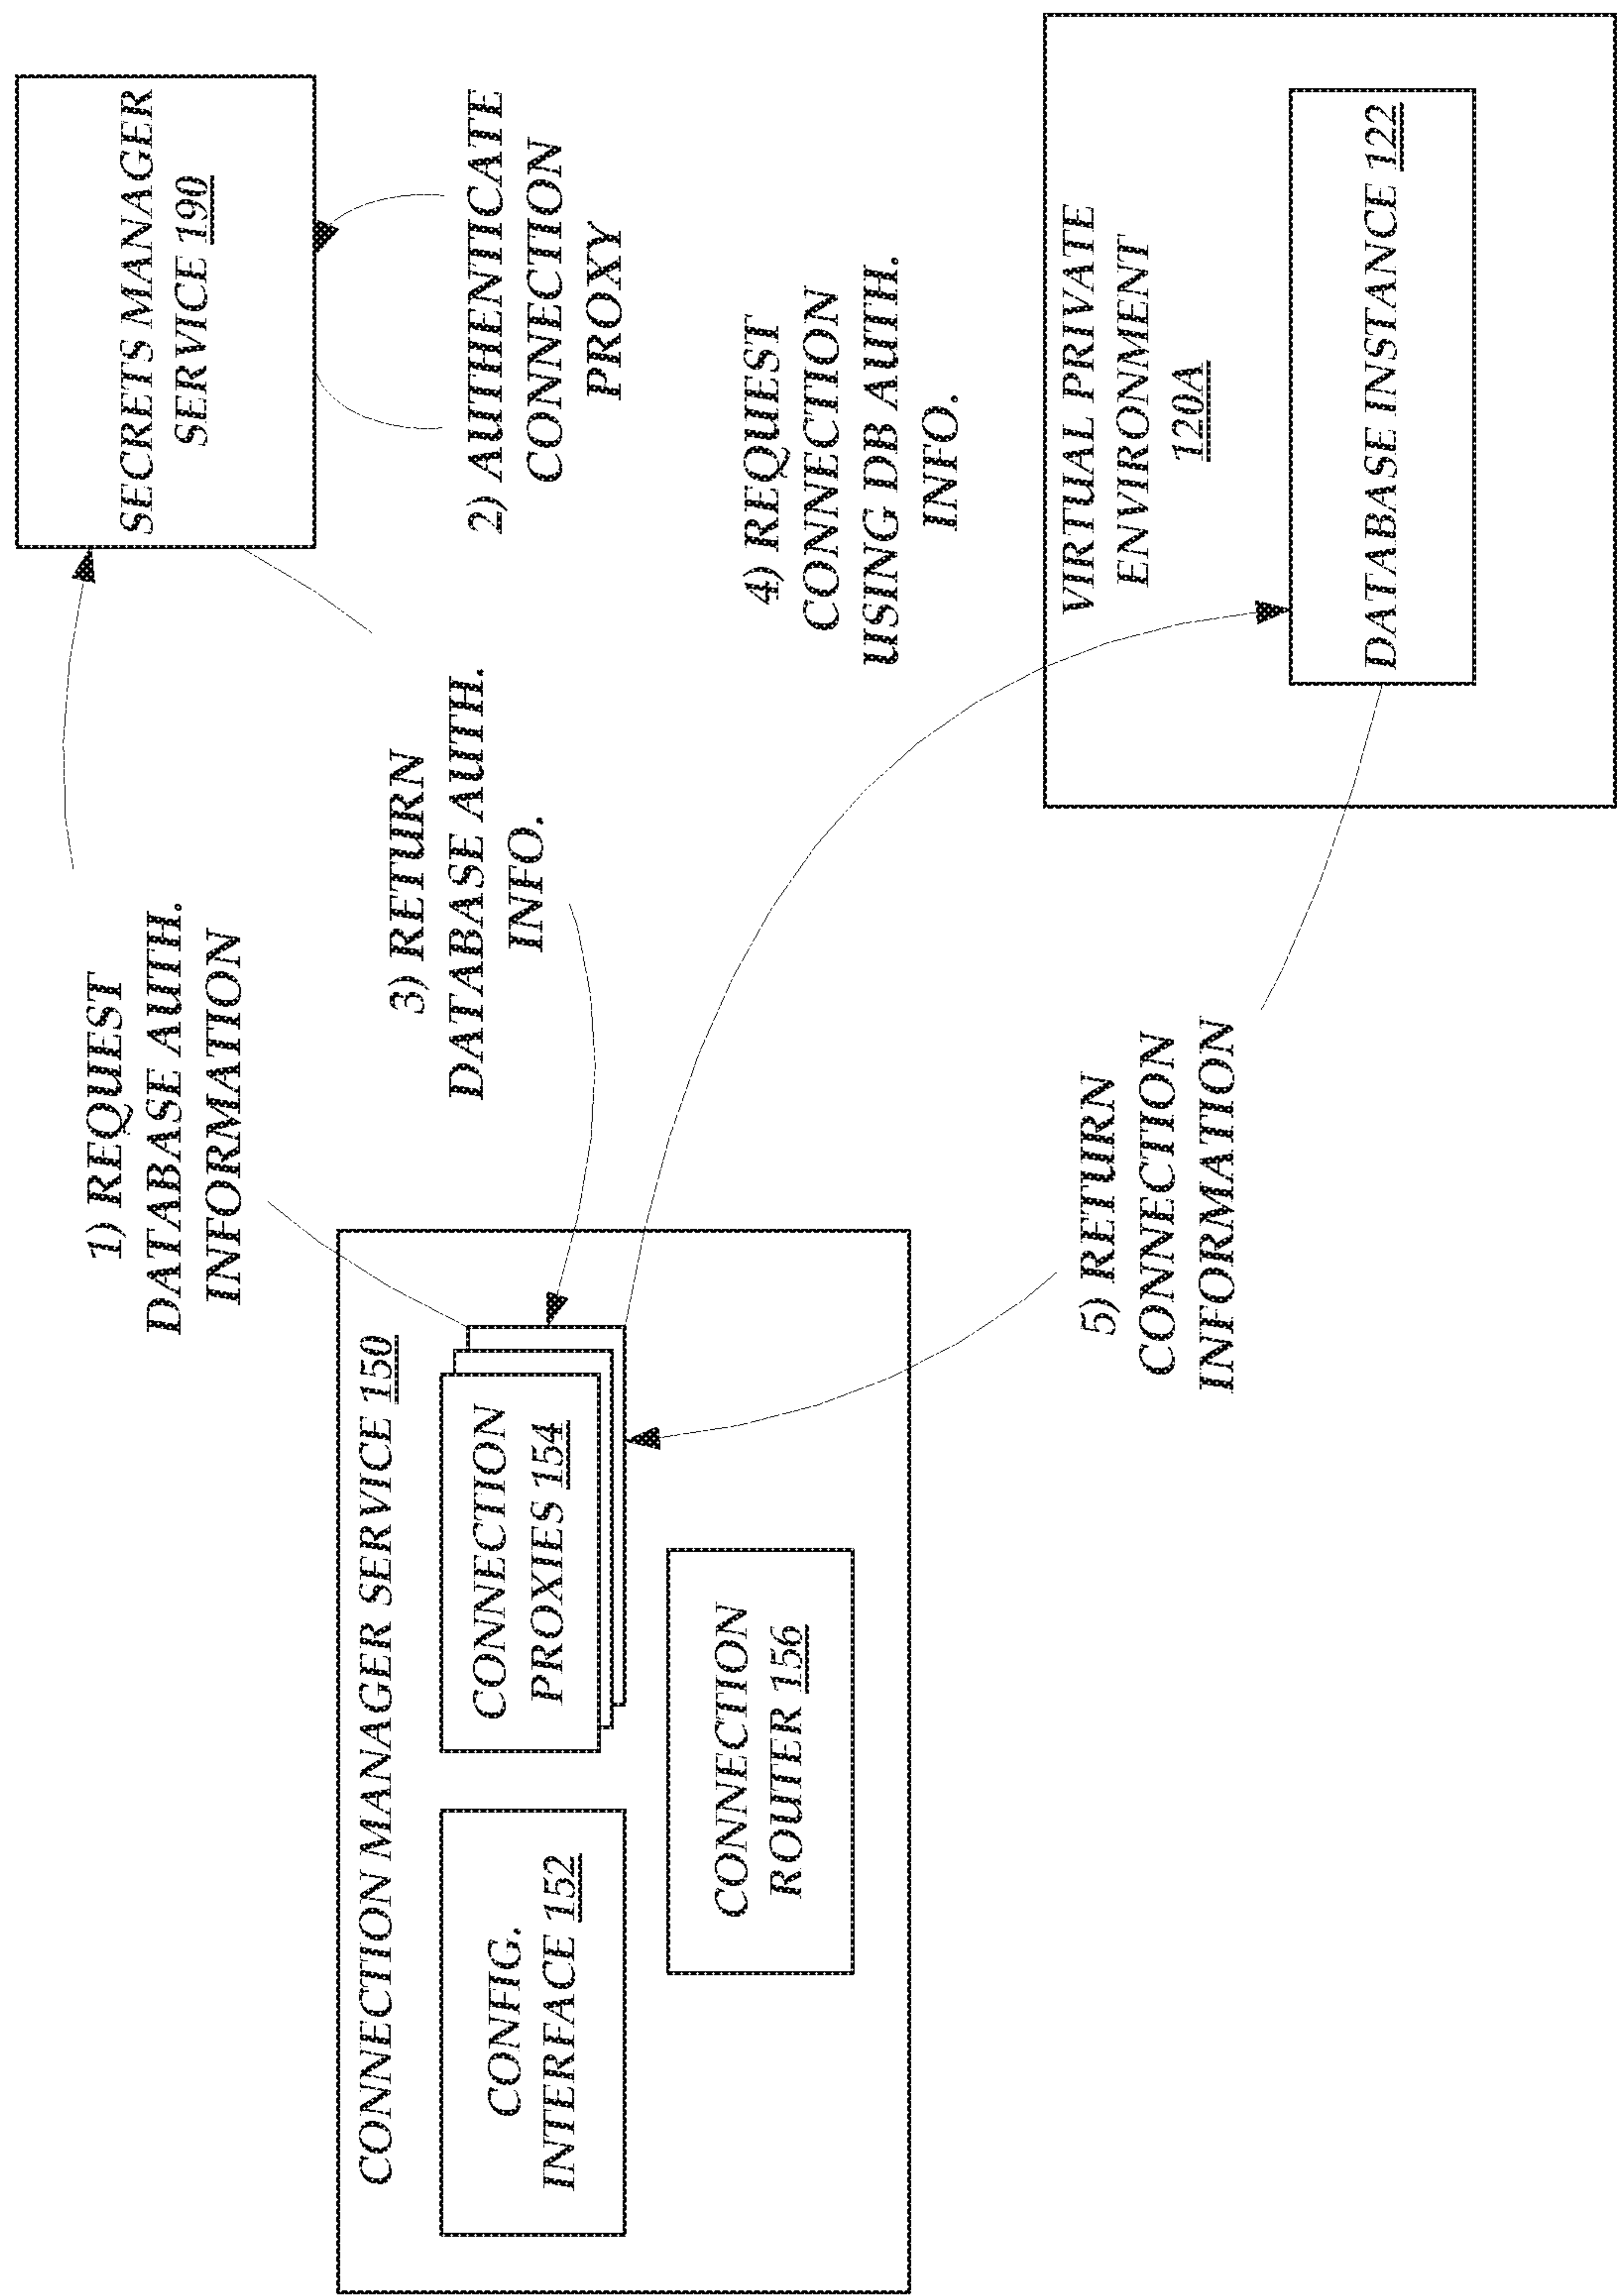 CONNECTION MANAGER SERVICE 150
CONFIG.
INTERFACE 152
CONNECTION
PROXIES 154
CONNECTION
ROUTER 156
1) REQUEST
DATABASE AUTH.
INFORMATION
SECRETS MANAGER
SERVICE 190
2) AUTHENTICATE
CONNECTION
PROXY
3) RETURN
DATABASE AUTH.
INFO.
4) REQUEST
CONNECTION
USING DB AUTH.
INFO.
5) RETURN
CONNECTION
INFORMATION
VIRTUAL PRIVATE
ENVIRONMENT
120A
DATABASE INSTANCE 122